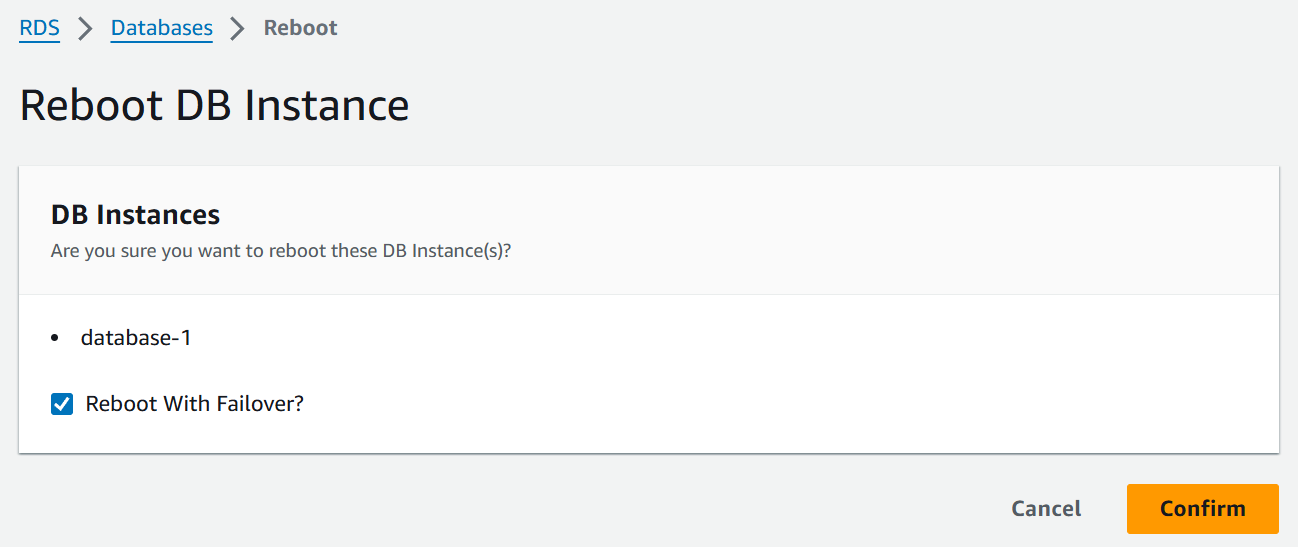 RDS > Databases > Reboot
Reboot DB Instance
DB Instances
Are you sure you want to reboot these DB Instance(s)?
• database-1
Reboot With Failover?
Cancel Confirm